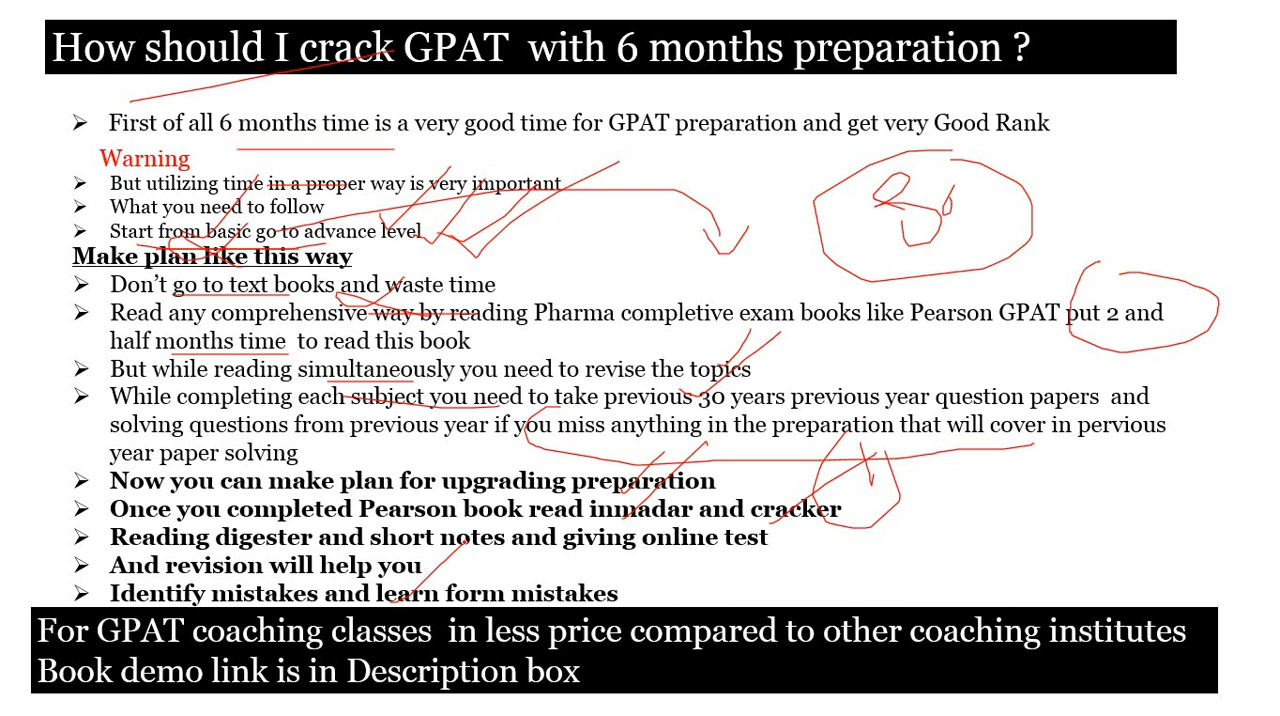 How should I crack GPAT with 6 months preparation ?
➢ First of all 6 months time is a very good time for GPAT preparation and get very Good Rank
Warning
➢ But utilizing time in a proper way is very important
➢ What you need to follow
➢ Start from basic go to advance level
Make plan like this way
➢ Don't go to text books and waste time
➢ Read any comprehensive way by reading Pharma completive exam books like Pearson GPAT put 2 and
half months time to read this book
➢ But while reading simultaneously you need to revise the topics
➢ While completing each subject you need to take previous 30 years previous year question papers and
solving questions from previous year if you miss anything in the preparation that will cover in pervious
year paper solving
➢ Now you can make plan for upgrading preparation
➢ Once you completed Pearson book read inmadar and cracker
➢ Reading digester and short notes and giving online test
➢ And revision will help you
➢ Identify mistakes and learn form mistakes
For GPAT coaching classes in less price compared to other coaching institutes
Book demo link is in Description box